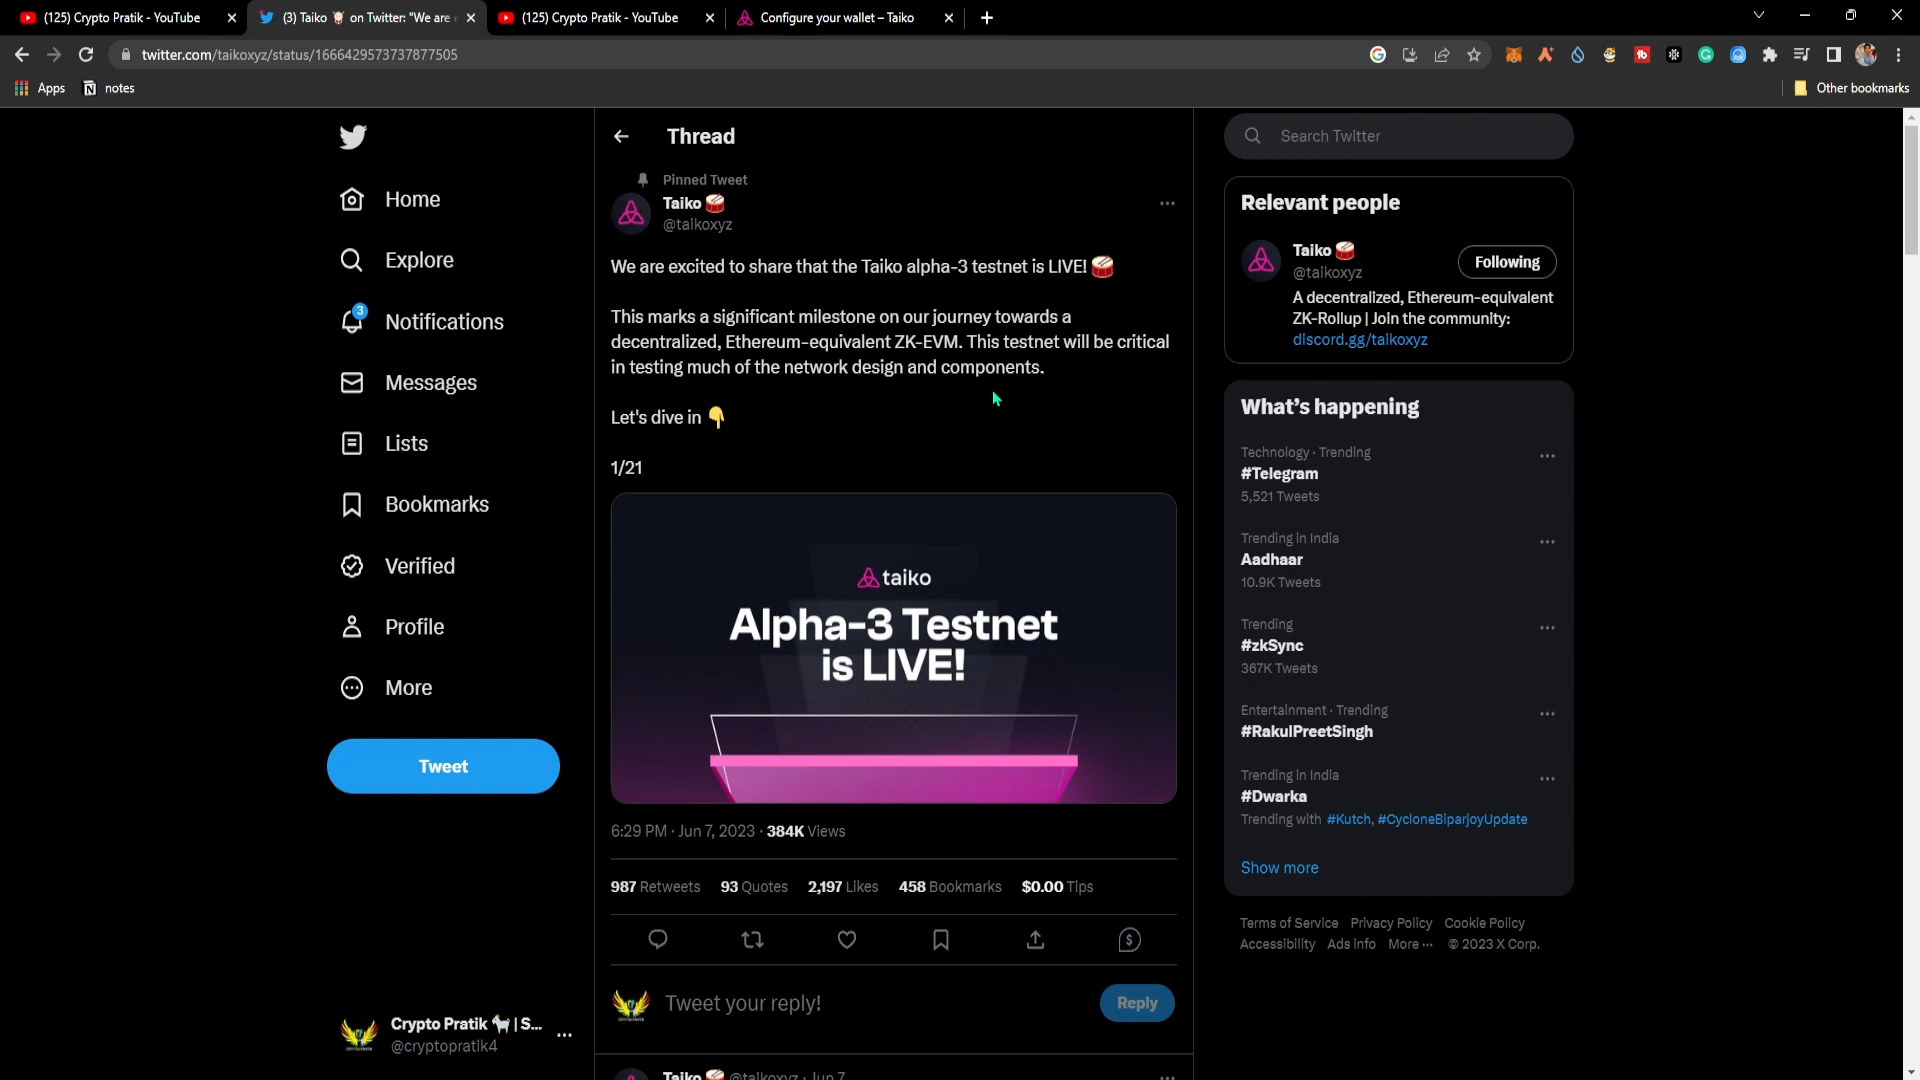 (125) Crypto Pratik - YouTube
(3) Taiko 🥁 on Twitter: "We are e
(125) Crypto Pratik - YouTube
Configure your wallet – Taiko
twitter.com/taikoxyz/status/1666429573737877505
Apps
notes
Other bookmarks
Home
Explore
3
Notifications
Messages
Lists
Bookmarks
Verified
Profile
More
Tweet
Crypto Pratik 🐐 | S...
@cryptopratik4
Thread
Pinned Tweet
Taiko 🥁
@taikoxyz
We are excited to share that the Taiko alpha-3 testnet is LIVE! 🥁
This marks a significant milestone on our journey towards a
decentralized, Ethereum-equivalent ZK-EVM. This testnet will be critical
in testing much of the network design and components.
Let's dive in 👇
1/21
taiko
Alpha-3 Testnet
is LIVE!
6:29 PM · Jun 7, 2023 · 384K Views
987 Retweets 93 Quotes 2,197 Likes 458 Bookmarks $0.00 Tips
Tweet your reply!
Reply
Taiko 🥁 @taikoxyz · Jun 7
Search Twitter
Relevant people
Taiko 🥁
@taikoxyz
Following
A decentralized, Ethereum-equivalent
ZK-Rollup | Join the community:
discord.gg/taikoxyz
What's happening
Technology · Trending
#Telegram
5,521 Tweets
Trending in India
Aadhaar
10.9K Tweets
Trending
#zkSync
367K Tweets
Entertainment · Trending
#RakulPreetSingh
Trending in India
#Dwarka
Trending with #Kutch, #CycloneBiparjoyUpdate
Show more
Terms of Service Privacy Policy Cookie Policy
Accessibility Ads info More ··· © 2023 X Corp.